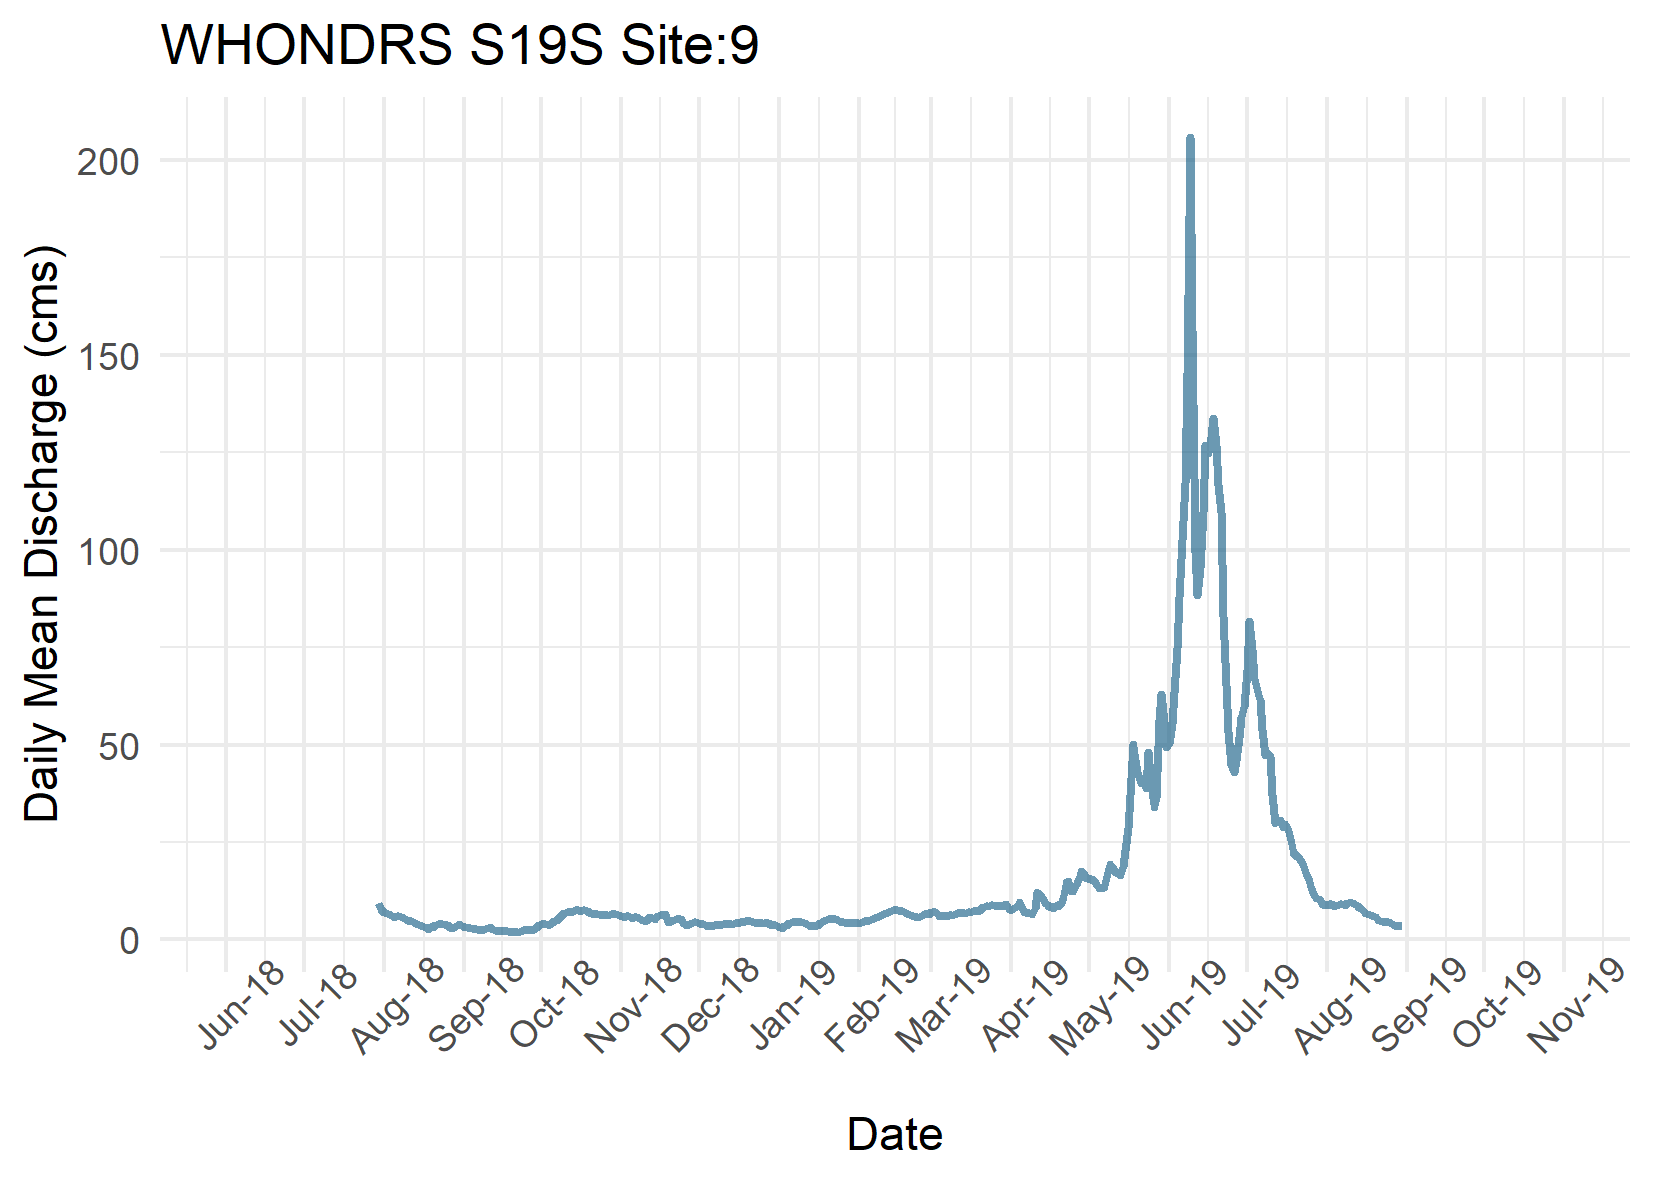 WHONDRS S19S Site:9
Daily Mean Discharge (cms)
200
150
100
50
0
Jun-18
Jul-18
Aug-18
Sep-18
Oct-18
Nov-18
Dec-18
Jan-19
Feb-19
Mar-19
Apr-19
May-19
Jun-19
Jul-19
Aug-19
Sep-19
Oct-19
Nov-19
Date